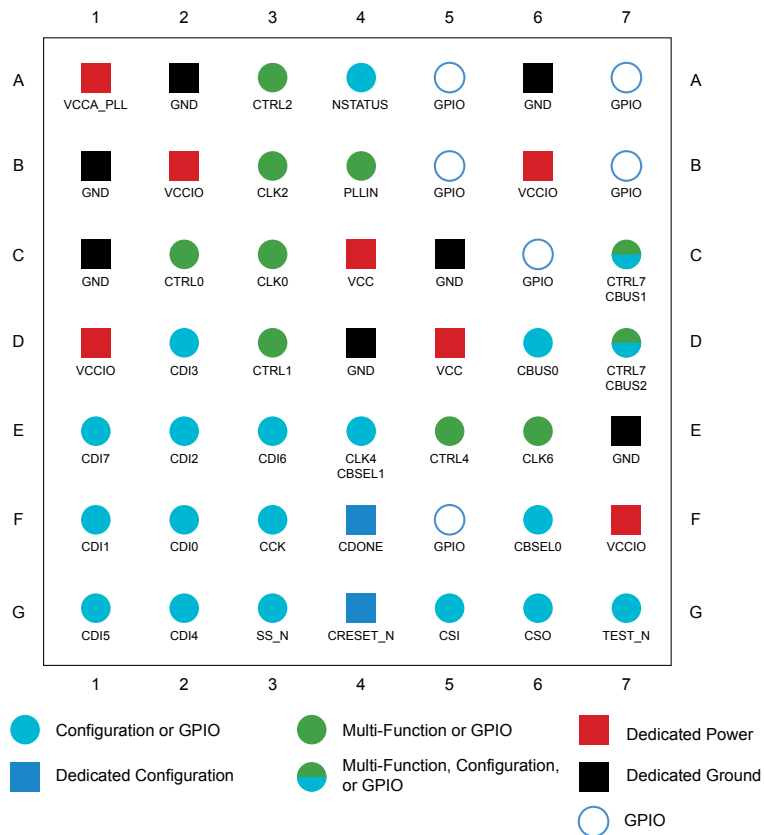 1 2 3 4 5 6 7
A A
VCCA_PLL GND CTRL2 NSTATUS GPIO GND GPIO
B B
GND VCCIO CLK2 PLLIN GPIO VCCIO GPIO
C C
GND CTRL0 CLK0 VCC GND GPIO CTRL7
CBUS1
D D
VCCIO CDI3 CTRL1 GND VCC CBUS0 CTRL7
CBUS2
E E
CDI7 CDI2 CDI6 CLK4 CTRL4 CLK6 GND
CBSEL1
F F
CDI1 CDI0 CCK CDONE GPIO CBSEL0 VCCIO
G G
CDI5 CDI4 SS_N CRESET_N CSI CSO TEST_N
1 2 3 4 5 6 7
Configuration or GPIO Multi-Function or GPIO Dedicated Power
Dedicated Configuration Multi-Function, Configuration, Dedicated Ground
or GPIO
GPIO